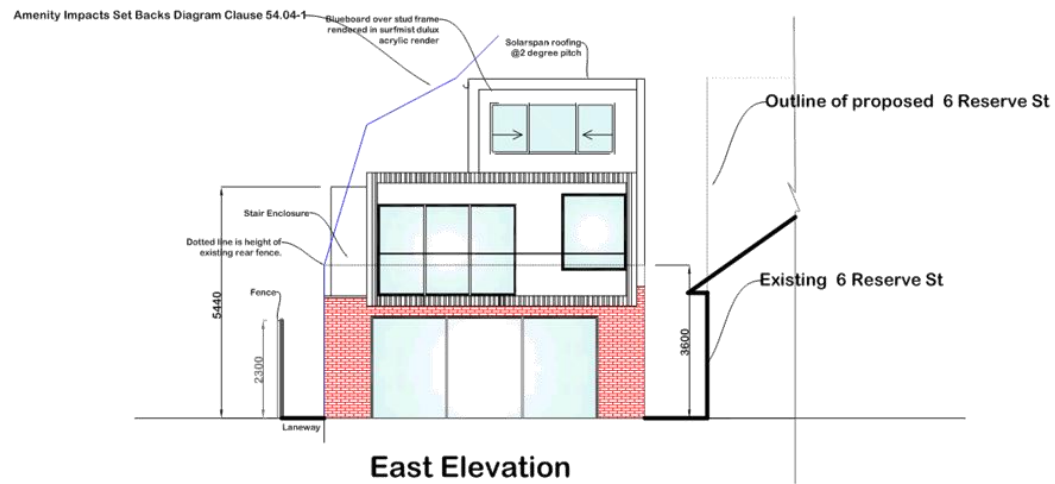 Amenity Impacts Set Backs Diagram Clause 54.04-1
Blueboard over stud frame
rendered in surfmist dulux
acrylic render
Solarspan roofing
@2 degree pitch
Outline of proposed 6 Reserve St
Stair Enclosure
Dotted line is height of
existing rear fence.
Existing 6 Reserve St
Fence
5440
2300
3600
Laneway
East Elevation